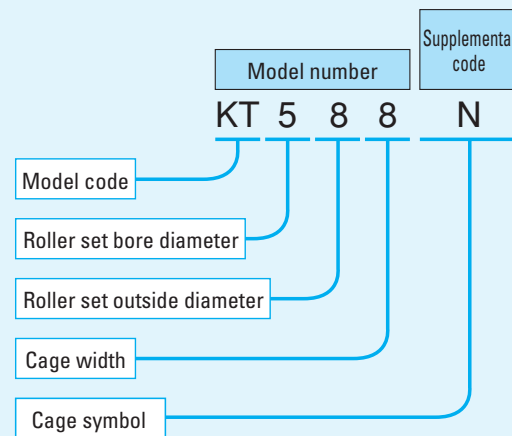 Supplementa
code
Model number
KT 5 8 8 N
Model code
Roller set bore diameter
Roller set outside diameter
Cage width
Cage symbol